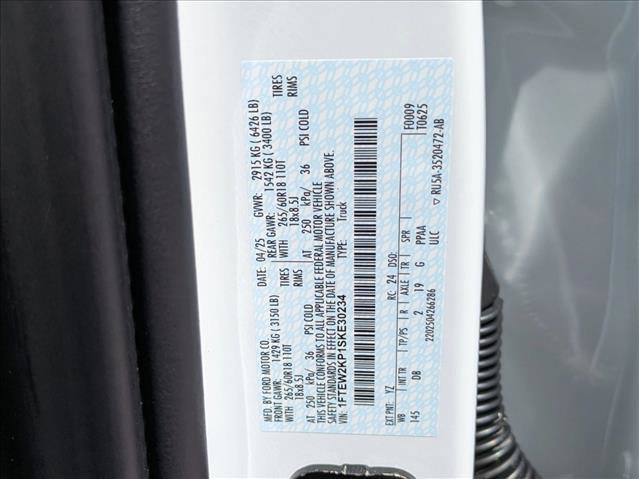 MFD. BY FORD MOTOR CO.
DATE: 04/25 GVWR: 2915 KG ( 6426 LB)
FRONT GAWR: 1429 KG ( 3150 LB) REAR GAWR: 1542 KG ( 3400 LB)
WITH 265/60R18 110T TIRES WITH 265/60R18 110T TIRES
18x8.5J RIMS 18x8.5J RIMS
AT 250 kPa/ 36 PSI COLD AT 250 kPa/ 36 PSI COLD
THIS VEHICLE CONFORMS TO ALL APPLICABLE FEDERAL MOTOR VEHICLE
SAFETY STANDARDS IN EFFECT ON THE DATE OF MANUFACTURE SHOWN ABOVE.
VIN: 1FTEW2KP1SKE30234 TYPE: Truck
F0009
T0625
EXT PNT: YZ RC: 24 DSO:
WB INT TR TP/PS R AXLE TR SPR
145 DB 2 19 G PPAA
ULC
2202504266286 RU5A-3520472-AB